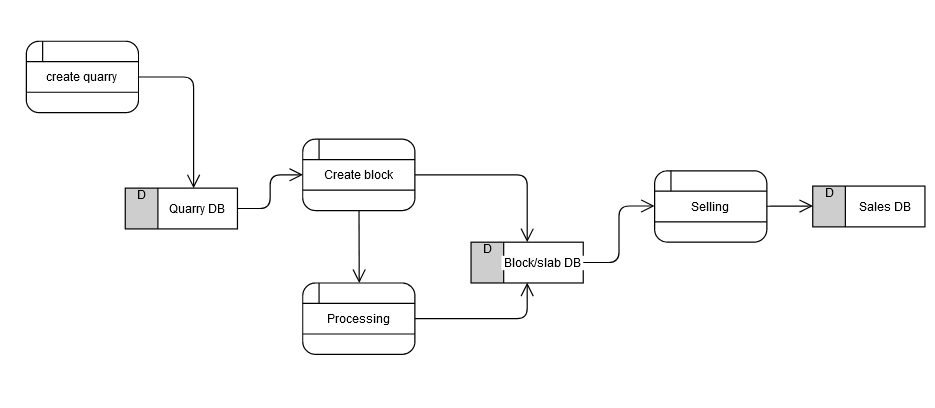 create quarry
D
Quarry DB
Create block
Processing
D
Block/slab DB
Selling
D
Sales DB